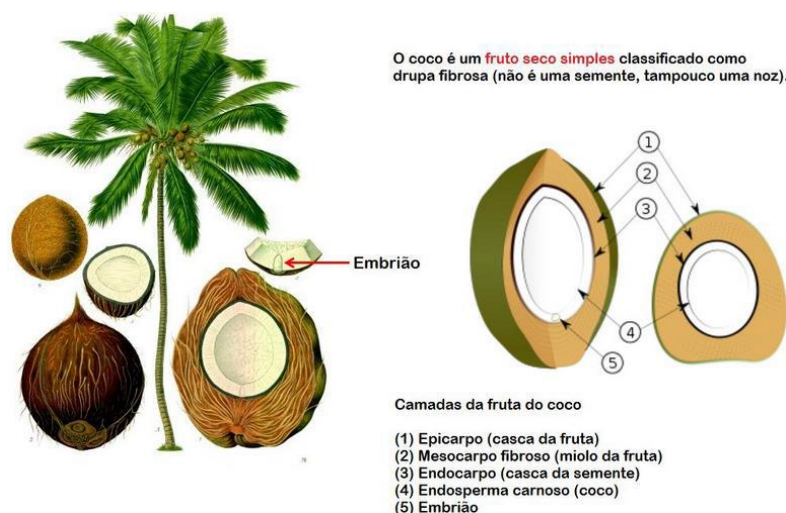 O coco é um fruto seco simples classificado como
drupa fibrosa (não é uma semente, tampouco uma noz).
1
2
3
Embrião
4
5
Camadas da fruta do coco
(1) Epicarpo (casca da fruta)
(2) Mesocarpo fibroso (miolo da fruta)
(3) Endocarpo (casca da semente)
(4) Endosperma carnoso (coco)
(5) Embrião